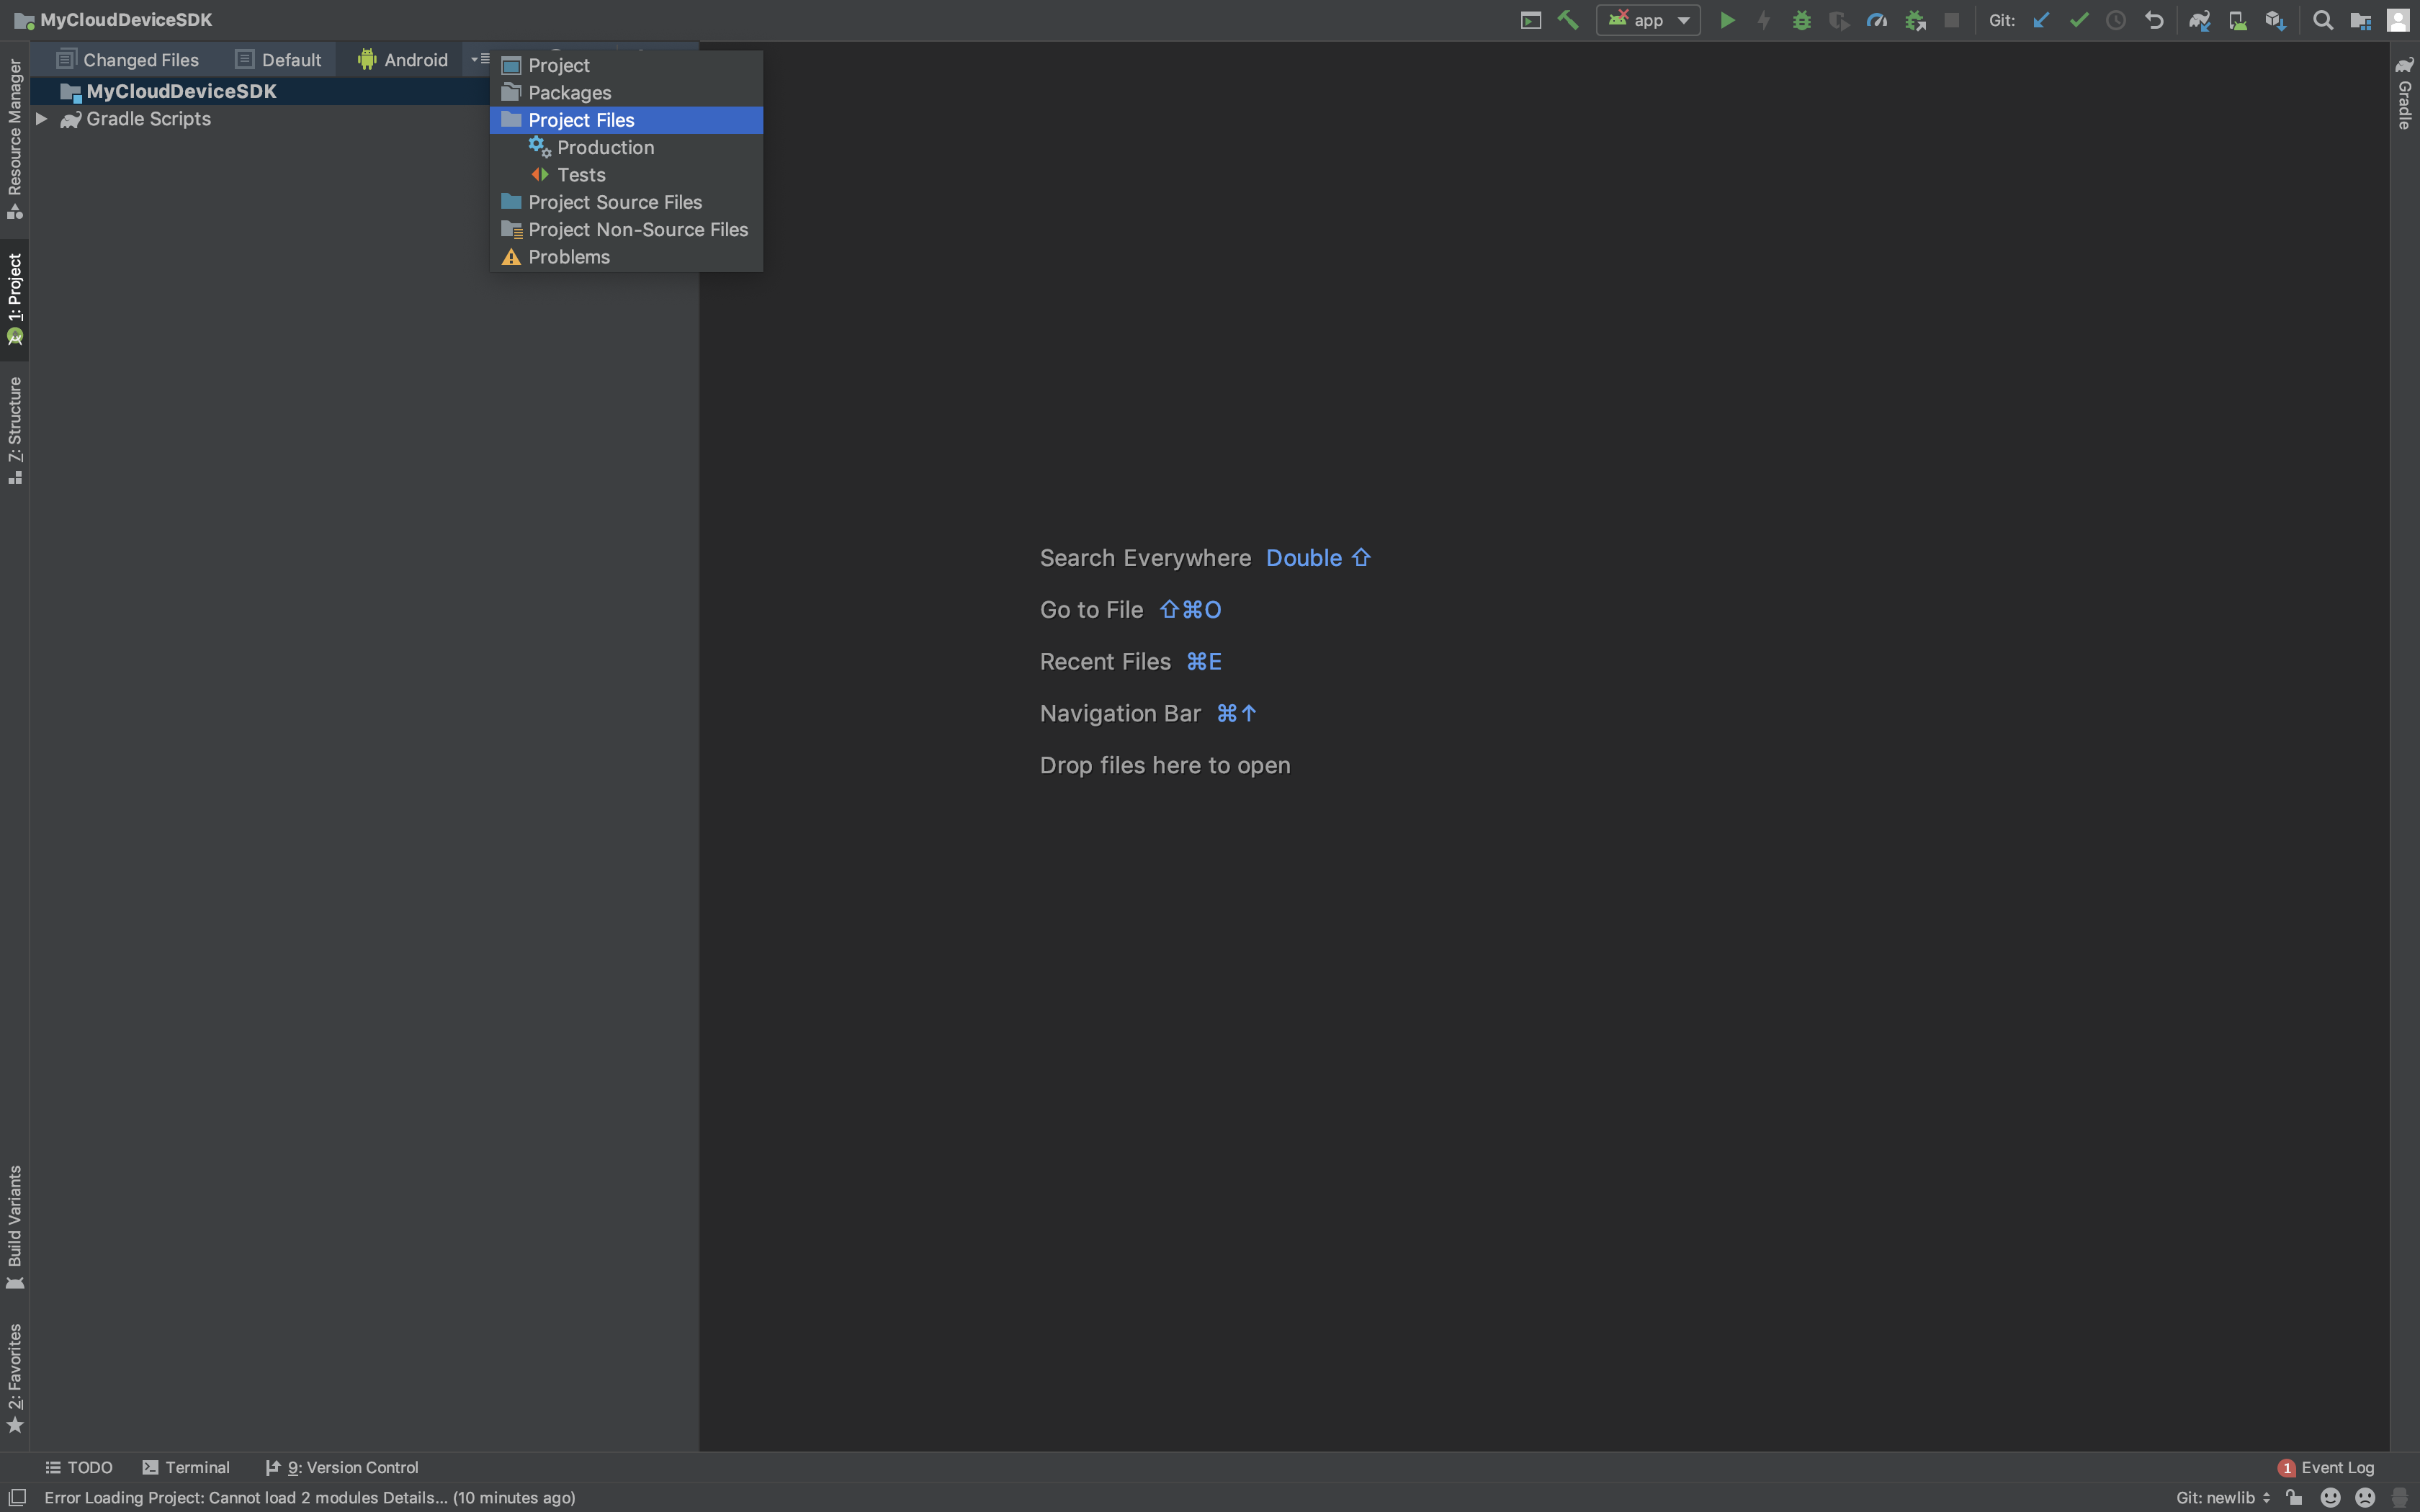 MyCloudDeviceSDK
app
Git:
Changed Files
Default
Android
MyCloudDeviceSDK
Gradle Scripts
Project
Packages
Project Files
Production
Tests
Project Source Files
Project Non-Source Files
Problems
Resource Manager
1: Project
Z: Structure
Build Variants
2: Favorites
Gradle
Search Everywhere Double ⇧
Go to File ⇧⌘O
Recent Files ⌘E
Navigation Bar ⌘↑
Drop files here to open
TODO
Terminal
9: Version Control
1 Event Log
Error Loading Project: Cannot load 2 modules Details... (10 minutes ago)
Git: newlib